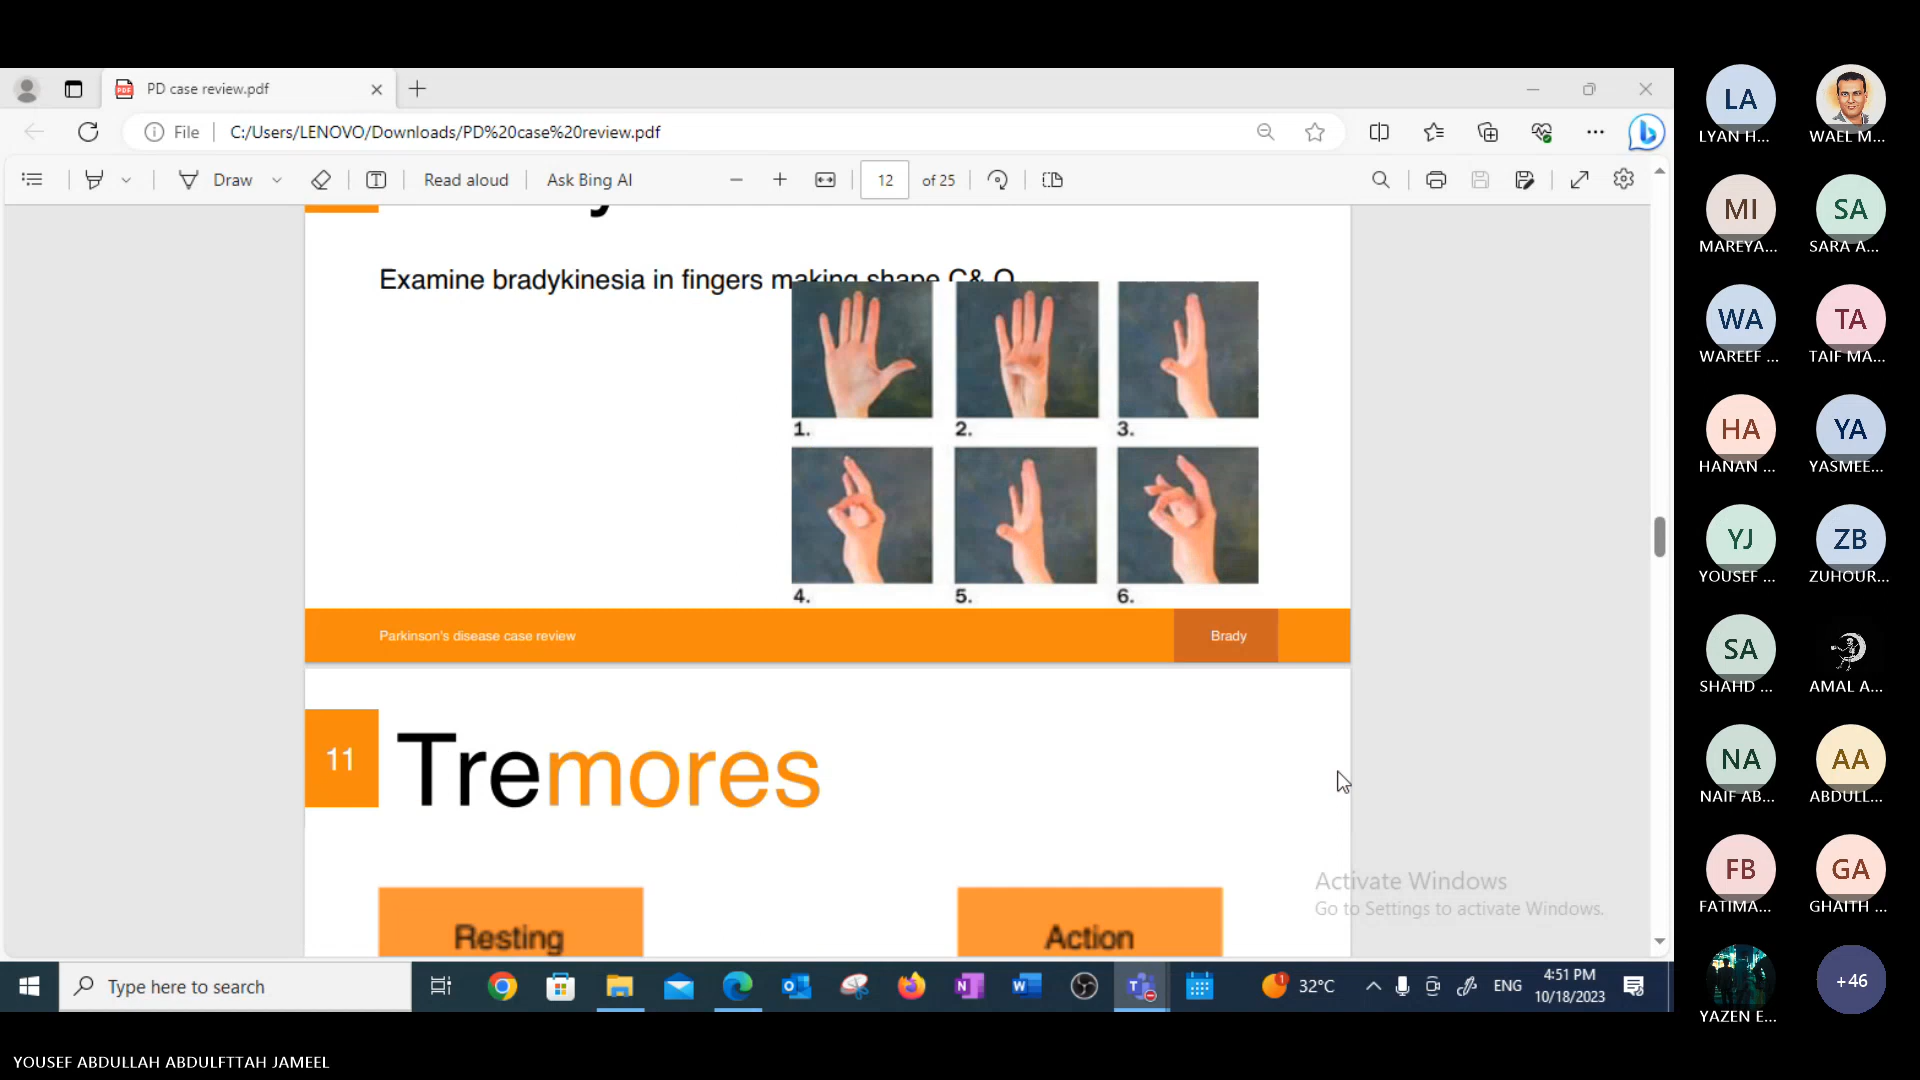 PD case review.pdf
File
C:/Users/LENOVO/Downloads/PD%20case%20review.pdf
Draw
Read aloud
Ask Bing AI
12
of 25
Examine bradykinesia in fingers making shape C& O
1.
2.
3.
4.
5.
6.
Parkinson's disease case review
Brady
11
Tremores
Resting
Action
Activate Windows
Go to Settings to activate Windows.
Type here to search
1
32°C
ENG
4:51 PM
10/18/2023
YOUSEF ABDULLAH ABDULFTTAH JAMEEL
LA
LYAN H...
WAEL M...
MI
MAREYA...
SA
SARA A...
WA
WAREEF ...
TA
TAIF MA...
HA
HANAN ...
YA
YASMEE...
YJ
YOUSEF ...
ZB
ZUHOUR...
SA
SHAHD ...
AMAL A...
NA
NAIF AB...
AA
ABDULL...
FB
FATIMA...
GA
GHAITH ...
YAZEN E...
+46